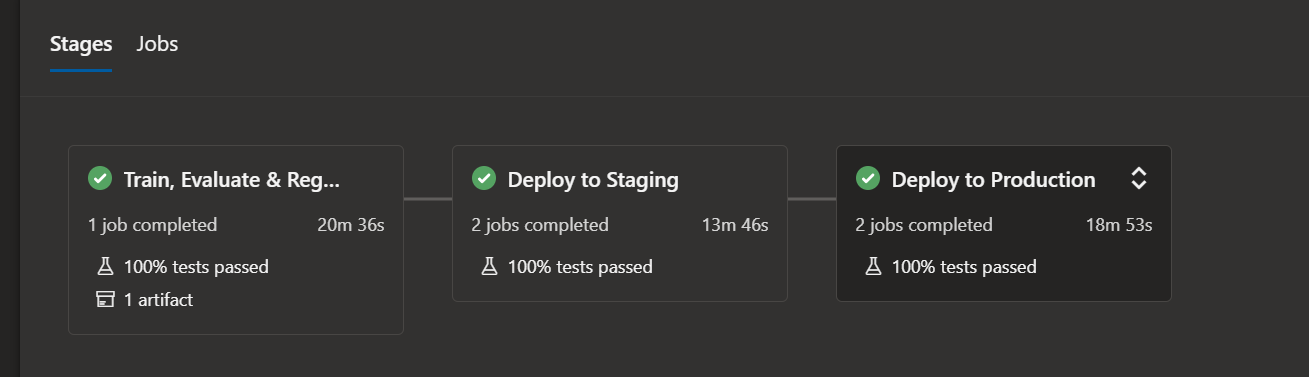 Stages Jobs
Train, Evaluate & Reg...
1 job completed 20m 36s
100% tests passed
1 artifact
Deploy to Staging
2 jobs completed 13m 46s
100% tests passed
Deploy to Production
2 jobs completed 18m 53s
100% tests passed